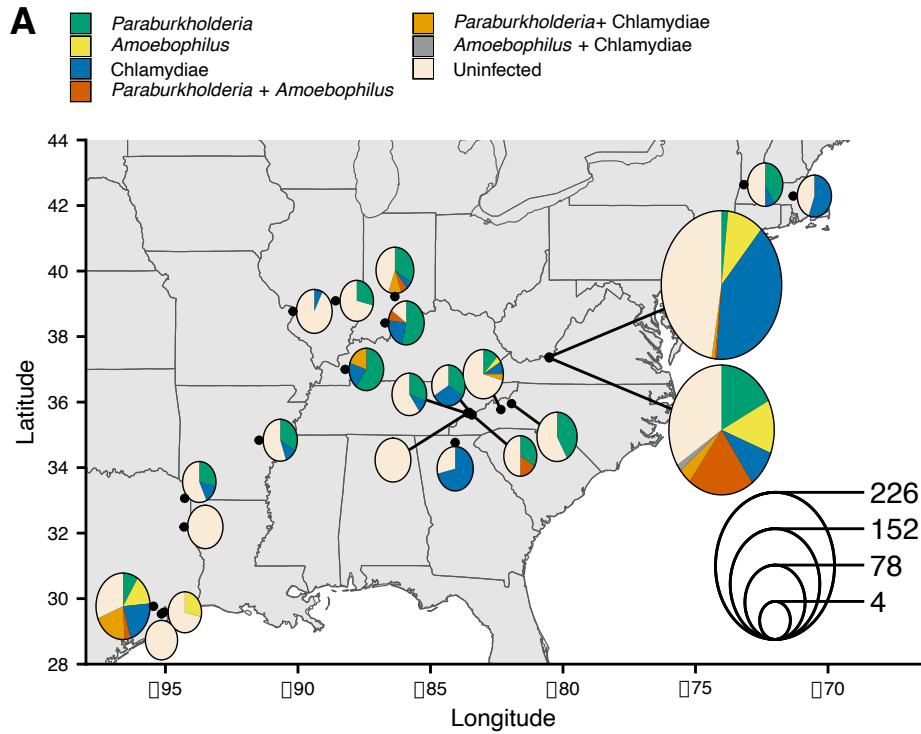 A
Paraburkholderia
Amoebophilus
Chlamydiae
Paraburkholderia + Amoebophilus
Paraburkholderia+ Chlamydiae
Amoebophilus + Chlamydiae
Uninfected
44
42
40
38
36
34
32
30
28
Latitude
226
152
78
4
▯95
▯90
▯85
▯80
▯75
▯70
Longitude